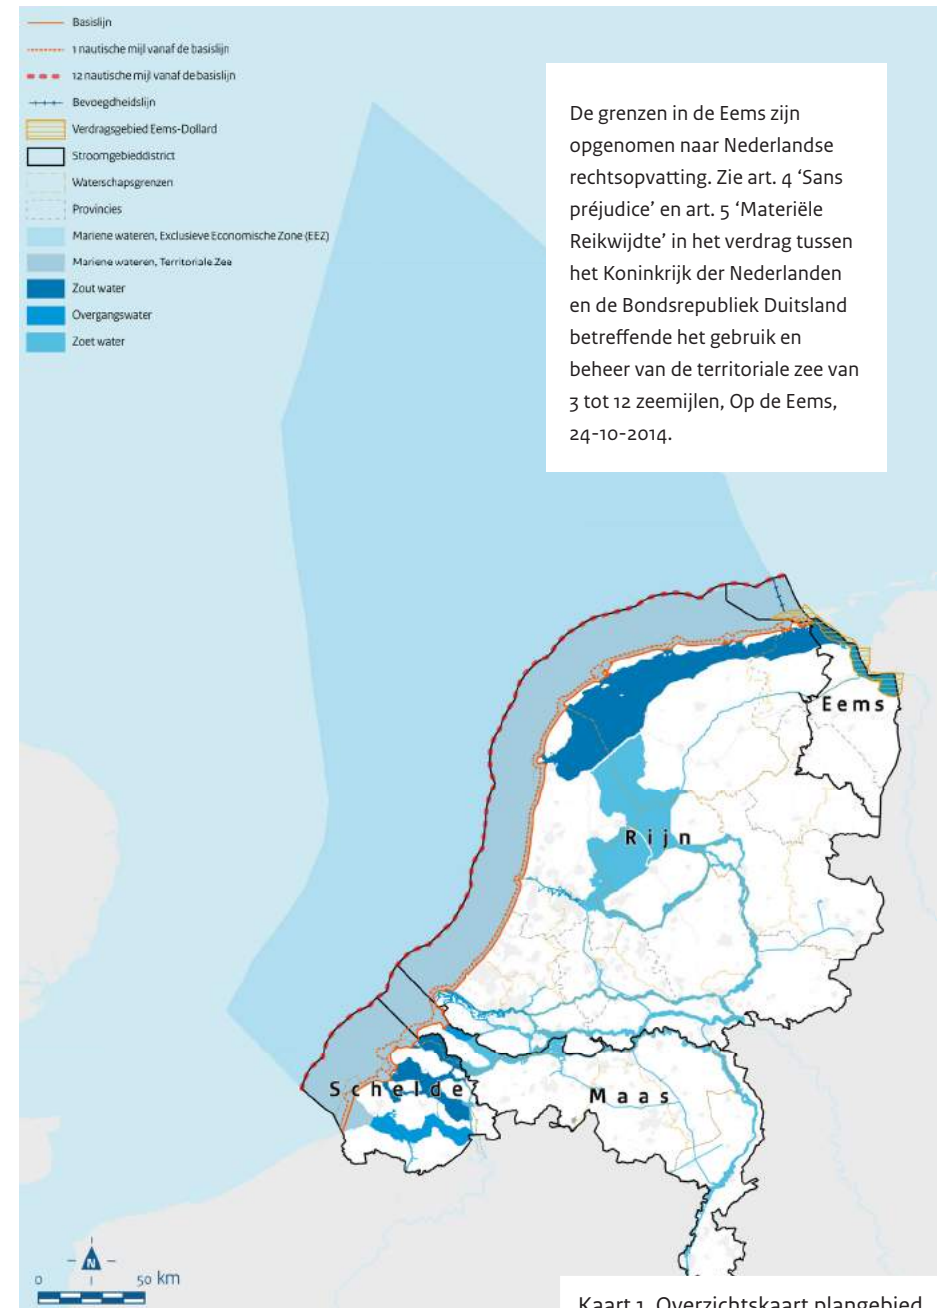 Basislijn
1 nautische mijl vanaf de basislijn
12 nautische mijl vanaf de basislijn
Bevoegdheidslijn
Verdragsgebied Eems-Dollard
Stroomgebieddistrict
Waterschapsgrenzen
Provincies
Mariene wateren, Exclusieve Economische Zone (EEZ)
Mariene wateren, Territoriale Zee
Zout water
Overgangswater
Zoet water
De grenzen in de Eems zijn
opgenomen naar Nederlandse
rechtsopvatting. Zie art. 4 ‘Sans
préjudice’ en art. 5 ‘Materiële
Reikwijdte’ in het verdrag tussen
het Koninkrijk der Nederlanden
en de Bondsrepubliek Duitsland
betreffende het gebruik en
beheer van de territoriale zee van
3 tot 12 zeemijlen, Op de Eems,
24-10-2014.
Eems
Rijn
Schelde
Maas
N
0 50 km
Kaart 1 Overzichtskaart plangebied